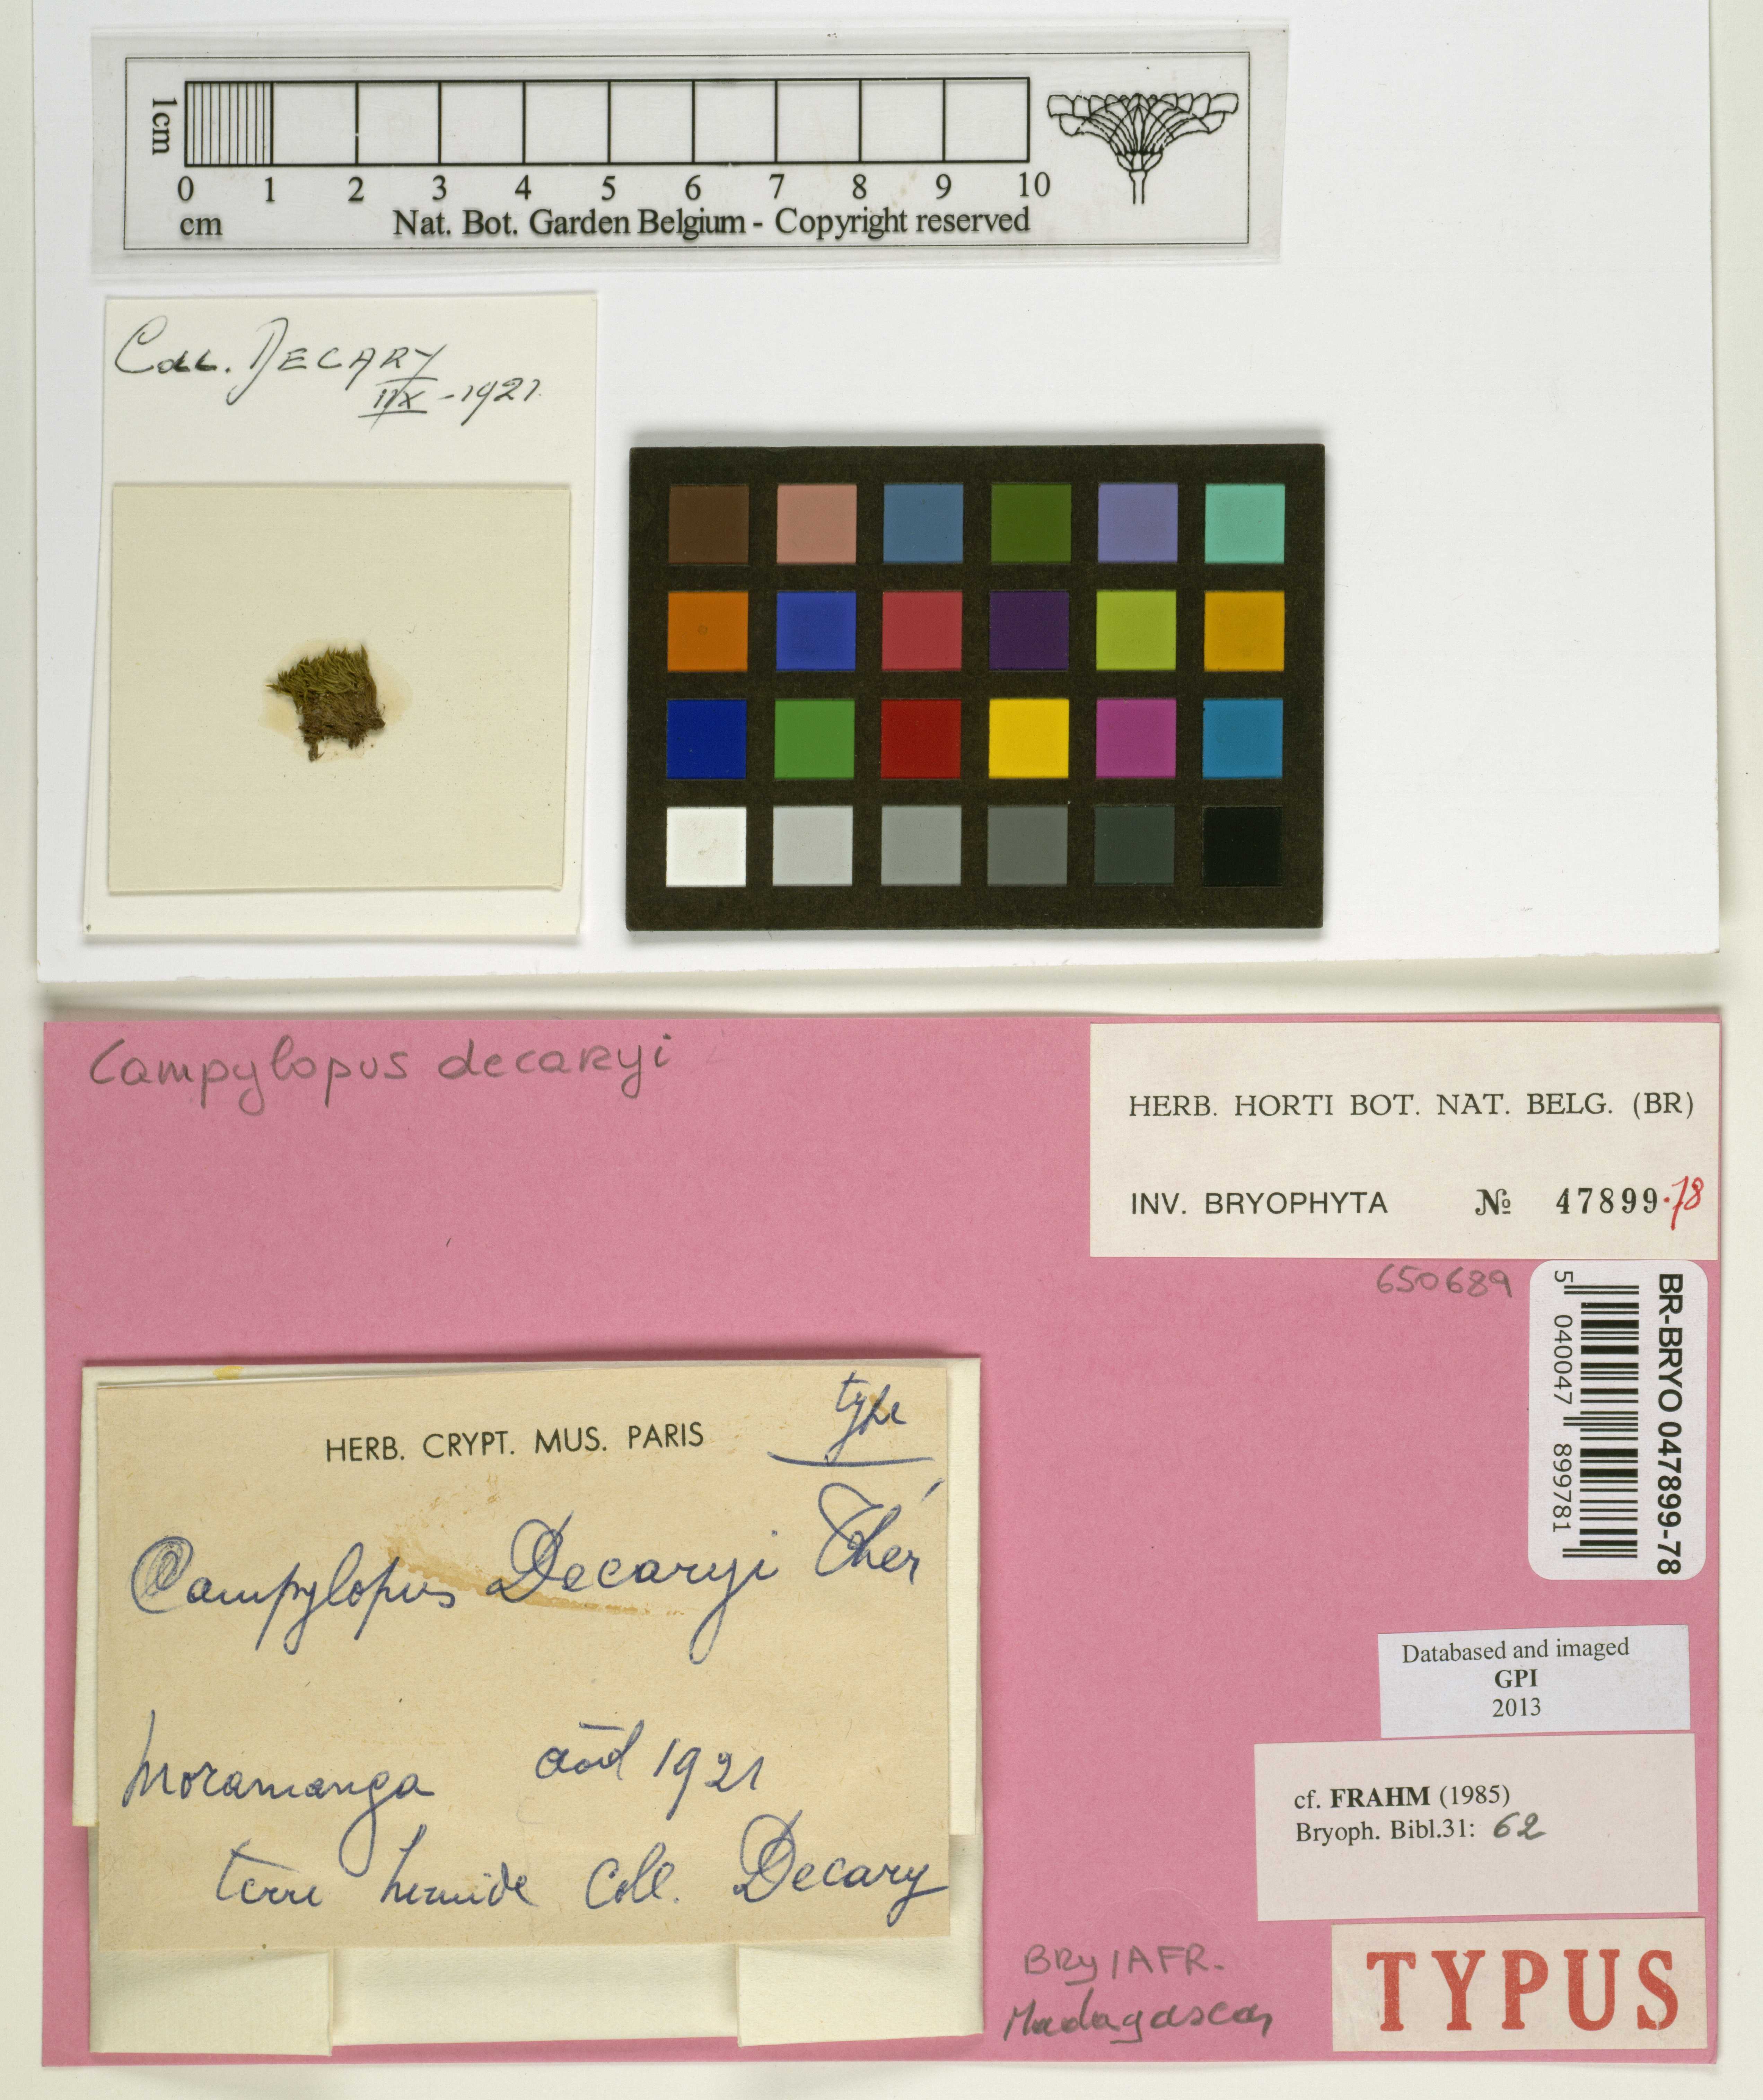 1cm
0 1 2 3 4 5 6 7 8 9 10
cm Nat. Bot. Garden Belgium - Copyright reserved
Coll. DECARY
IIX-1921
Campylopus decaryi
HERB. HORTI BOT. NAT. BELG. (BR)
INV. BRYOPHYTA № 47899.78
650689
BR-BRYO 047899-78
5 040047 899781
HERB. CRYPT. MUS. PARIS
type
Campylopus Decaryi Thér
Moramanga août 1921
terre humide Coll. Decary
Databased and imaged
GPI
2013
cf. FRAHM (1985)
Bryoph. Bibl.31: 62
BRY/AFR.
Madagascar
TYPUS